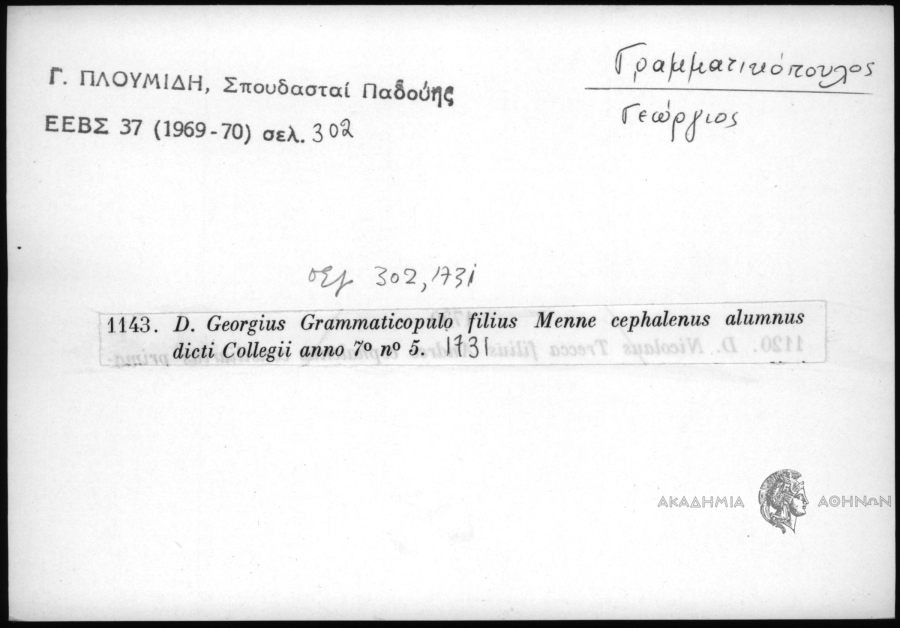 Γ. ΠΛΟΥΜΙΔΗ, Σπουδασταί Παδούης
ΕΕΒΣ 37 (1969-70) σελ. 302
Γραμματικόπουλος
Γεώργιος
σελ 302, 1731
1143. D. Georgius Grammaticopulo filius Menne cephalenus alumnus
dicti Collegii anno 7º nº 5. 1731
ΑΚΑΔΗΜΙΑ ΑΘΗΝΩΝ